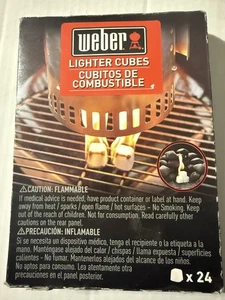 weber
LIGHTER CUBES
CUBITOS DE
COMBUSTIBLE
⚠CAUTION: FLAMMABLE
If medical advice is needed, have product container or label at hand. Keep
away from heat / sparks / open flame / hot surfaces – No Smoking. Keep
Out of the reach of children. Not for consumption. Read carefully other
cautions on the rear panel.
⚠PRECAUCIÓN: INFLAMABLE
Si se necesita un dispositivo médico, tenga el recipiente o la etiqueta a la
mano. Manténgase alejado del calor / chispas / llama expuesta / superficies
calientes - No fumar. Mantenerlos alejados del alcance de los niños.
No aptos para consumo. Lea atentamente otra
precauciones en el panel posterior.
x 24